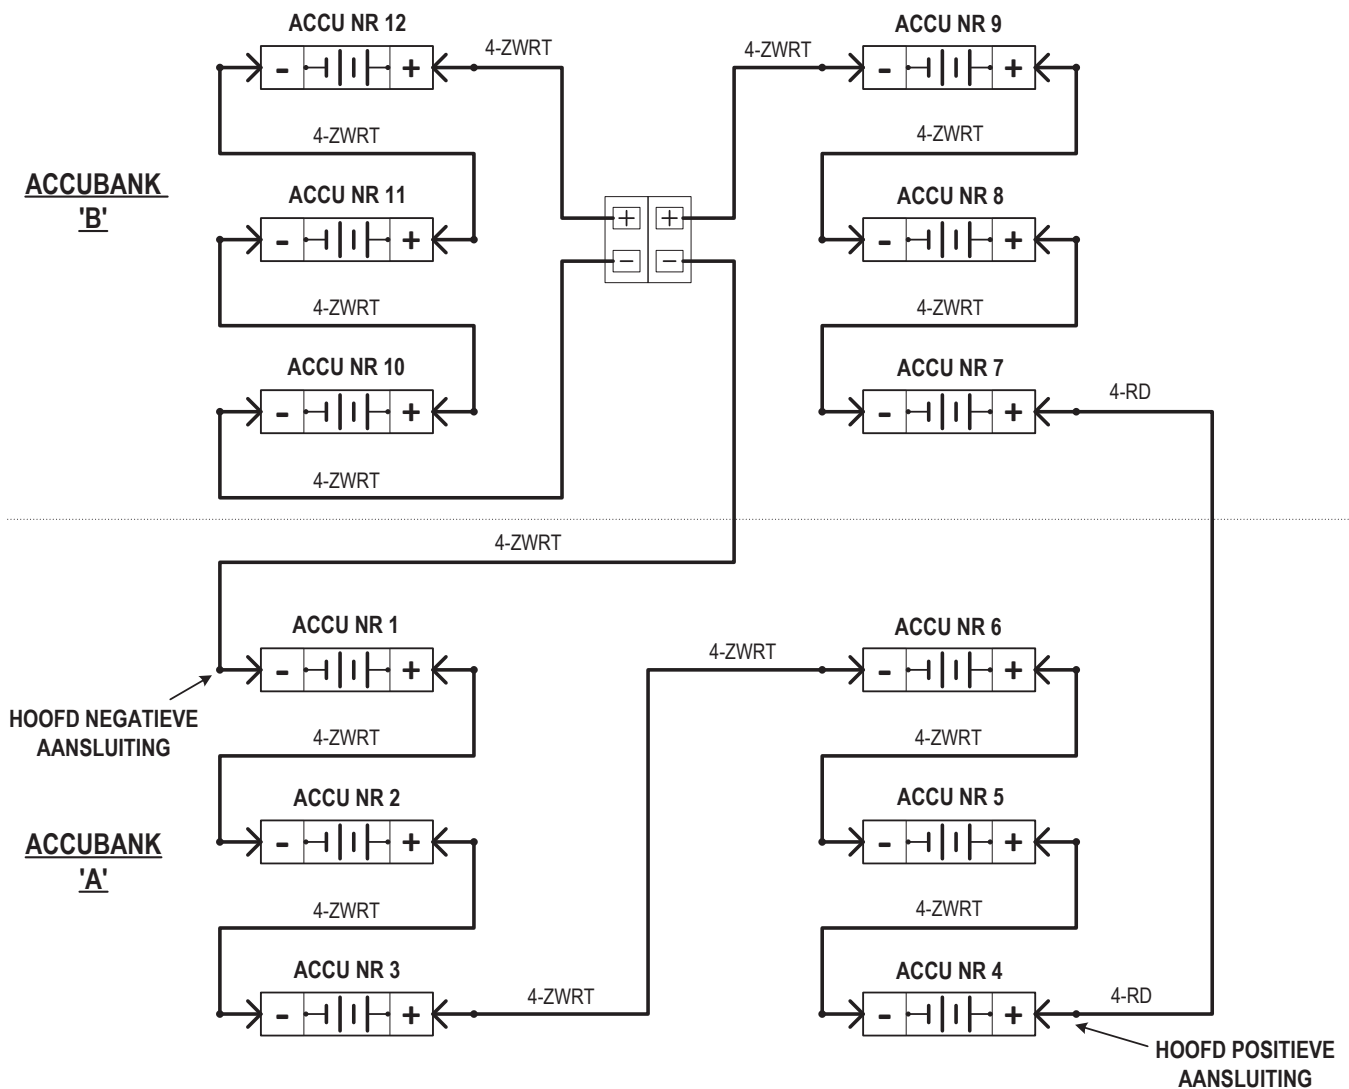 ACCU NR 12
ACCU NR 9
4-ZWRT
4-ZWRT
- +
- +
4-ZWRT
4-ZWRT
ACCUBANK
'B'
ACCU NR 11
ACCU NR 8
- +
+ +
- +
- -
4-ZWRT
4-ZWRT
ACCU NR 10
ACCU NR 7
- +
- +
4-RD
4-ZWRT
4-ZWRT
ACCU NR 1
ACCU NR 6
4-ZWRT
- +
- +
HOOFD NEGATIEVE
AANSLUITING
4-ZWRT
4-ZWRT
ACCU NR 2
ACCU NR 5
ACCUBANK
'A'
- +
- +
4-ZWRT
4-ZWRT
ACCU NR 3
ACCU NR 4
- +
4-ZWRT
- +
4-RD
HOOFD POSITIEVE
AANSLUITING